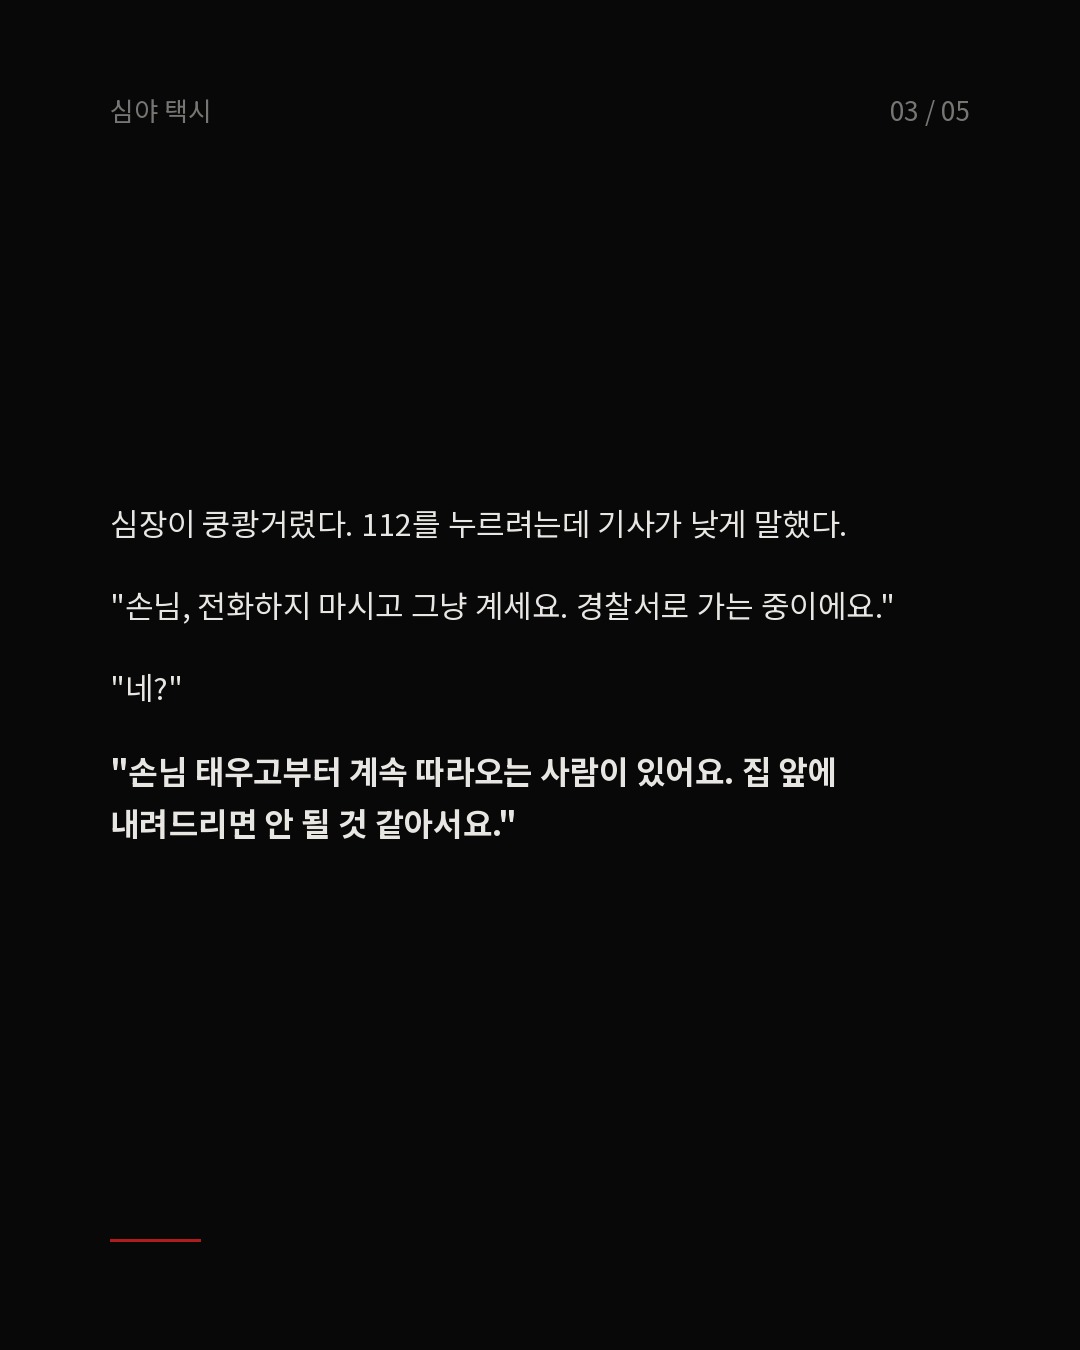 심야 택시
03 / 05
심장이 쿵쾅거렸다. 112를 누르려는데 기사가 낮게 말했다.
"손님, 전화하지 마시고 그냥 계세요. 경찰서로 가는 중이에요."
"네?"
"손님 태우고부터 계속 따라오는 사람이 있어요. 집 앞에
내려드리면 안 될 것 같아서요."